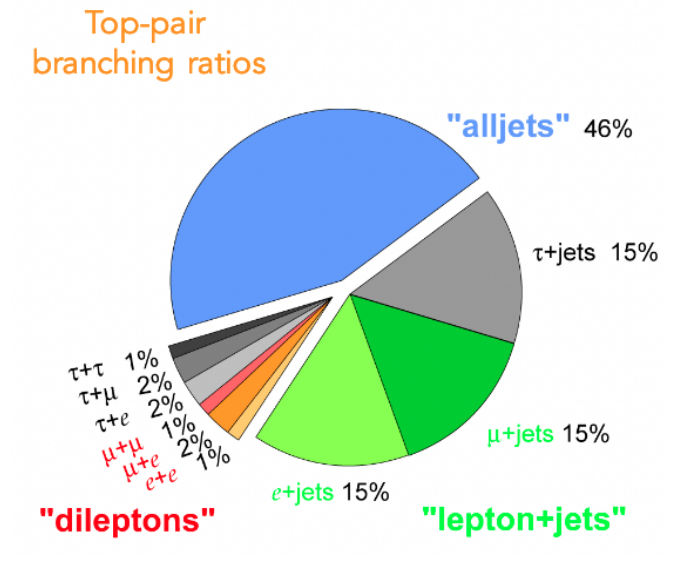 Top-pair
branching ratios
"alljets" 46%
τ+jets 15%
μ+jets 15%
e+jets 15%
"lepton+jets"
τ+τ 1%
τ+μ 2%
τ+e 2%
μ+μ 1%
μ+e 2%
e+e 1%
"dileptons"